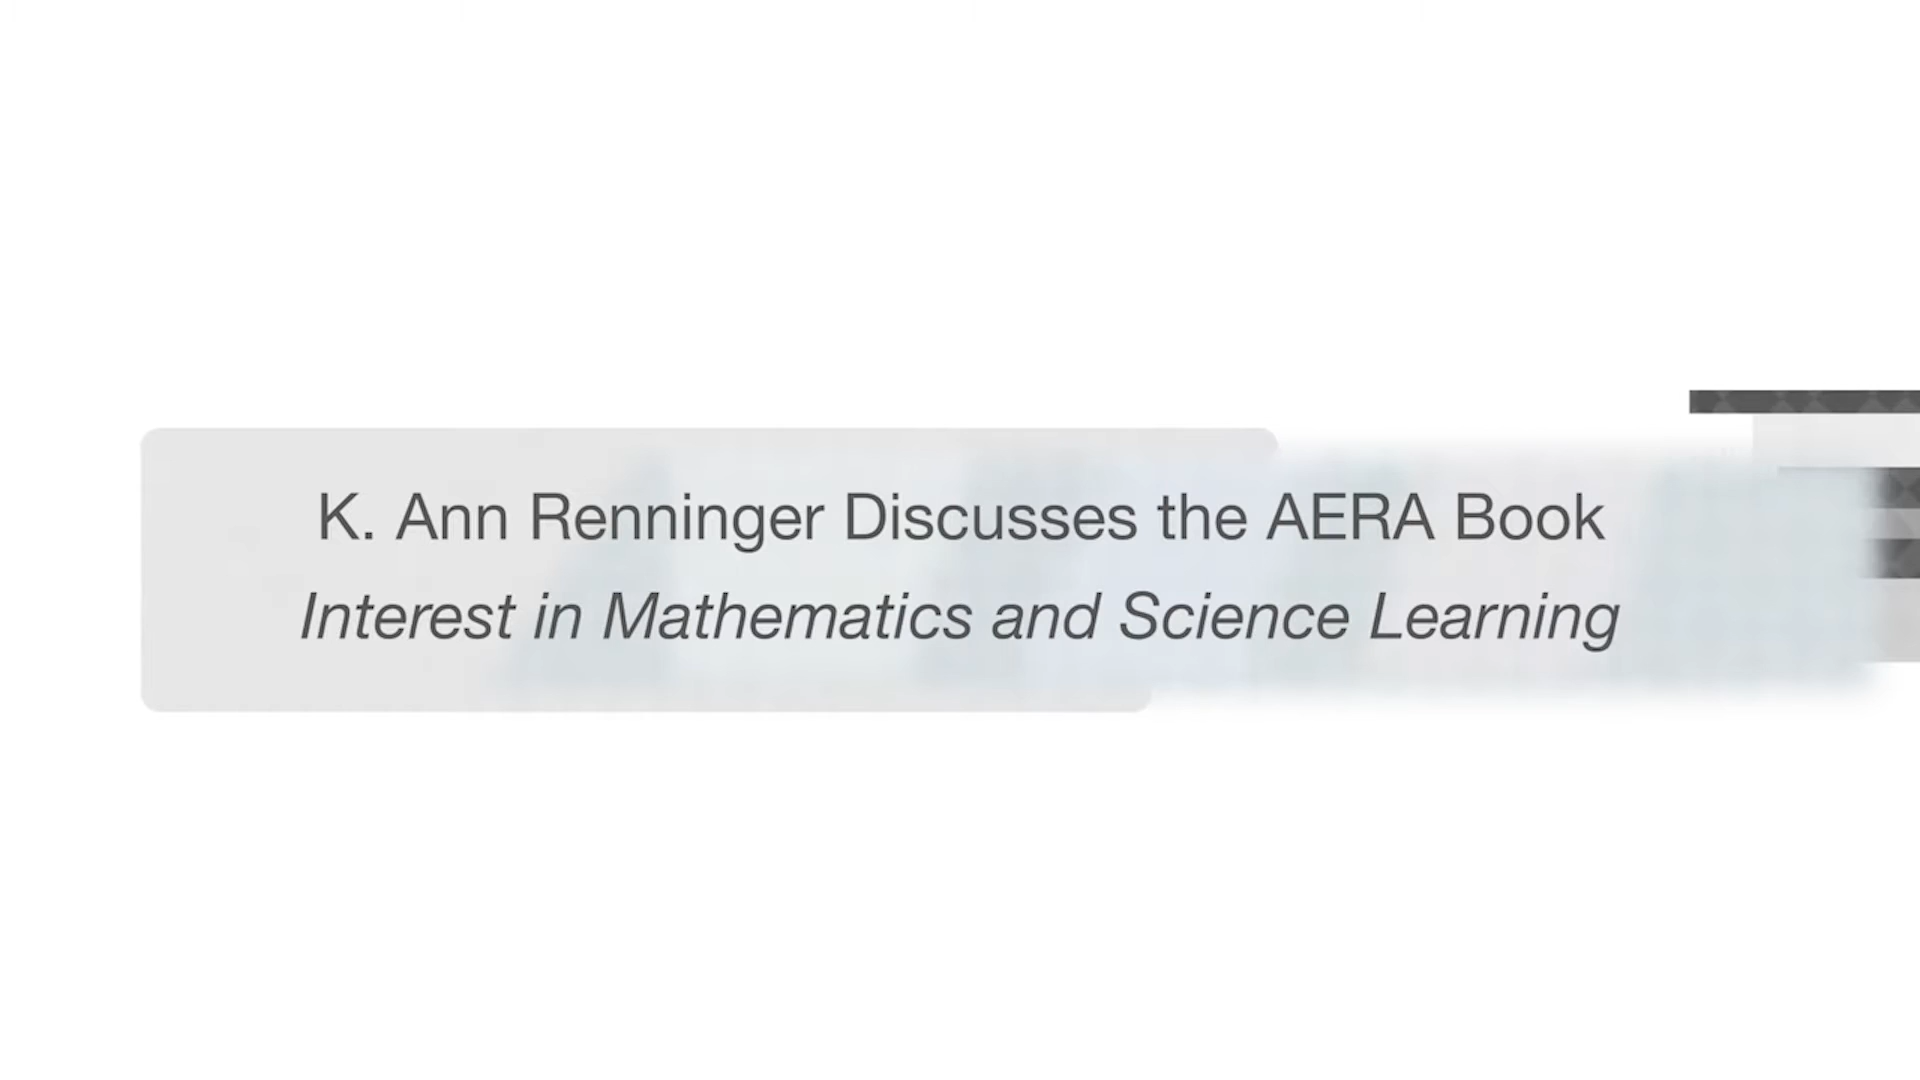 K. Ann Renninger Discusses the AERA Book
Interest in Mathematics and Science Learning